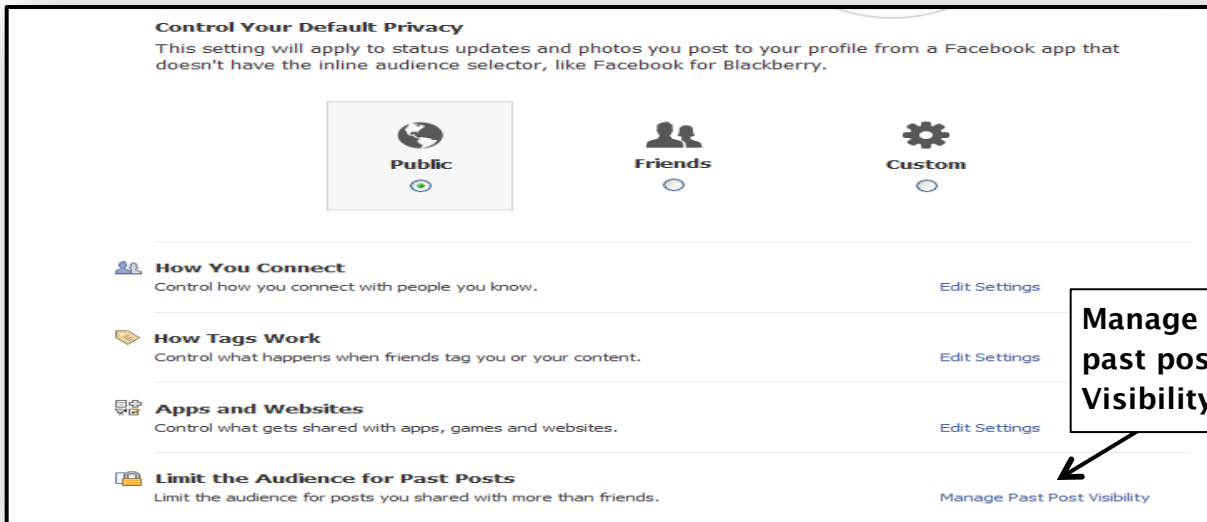 Control Your Default Privacy
This setting will apply to status updates and photos you post to your profile from a Facebook app that
doesn't have the inline audience selector, like Facebook for Blackberry.
Public
Friends
Custom
How You Connect
Control how you connect with people you know.
Edit Settings
How Tags Work
Control what happens when friends tag you or your content.
Edit Settings
Apps and Websites
Control what gets shared with apps, games and websites.
Edit Settings
Manage
past pos
Visibility
Limit the Audience for Past Posts
Limit the audience for posts you shared with more than friends.
Manage Past Post Visibility